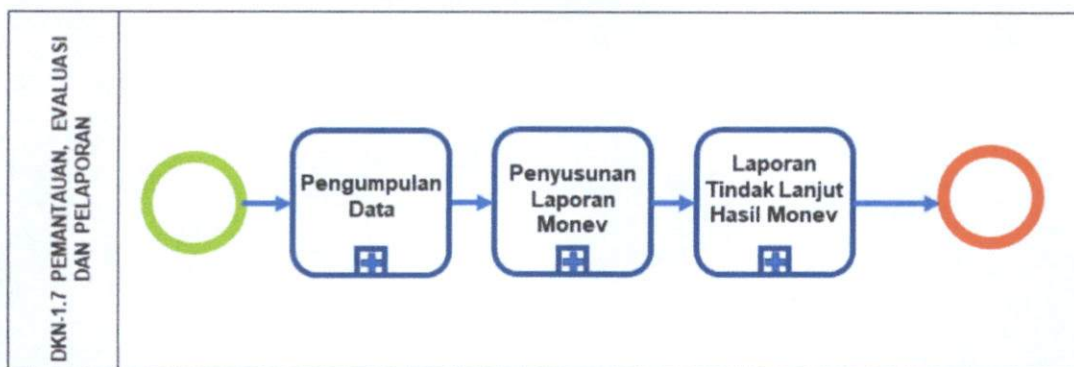 DKN-1.7 PEMANTAUAN, EVALUASI
DAN PELAPORAN
Pengumpulan
Data
Penyusunan
Laporan
Monev
Laporan
Tindak Lanjut
Hasil Monev